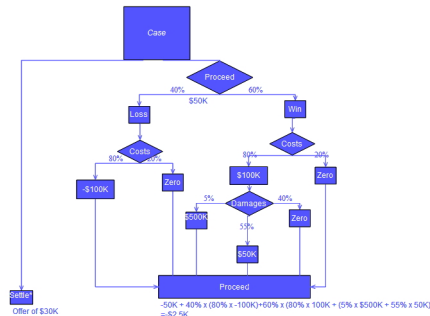 Case
Proceed
40% 60%
$50K
Loss Win
Costs Costs
80% 20% 80% 20%
-$100K Zero $100K Zero
Damages
5% 40%
$500K Zero
55%
$50K
Settle* Proceed
Offer of $30K
-50K + 40% x (80% x -100K)+60% x (80% x 100K + (5% x $500K + 55% x 50K)
=-$2.5K